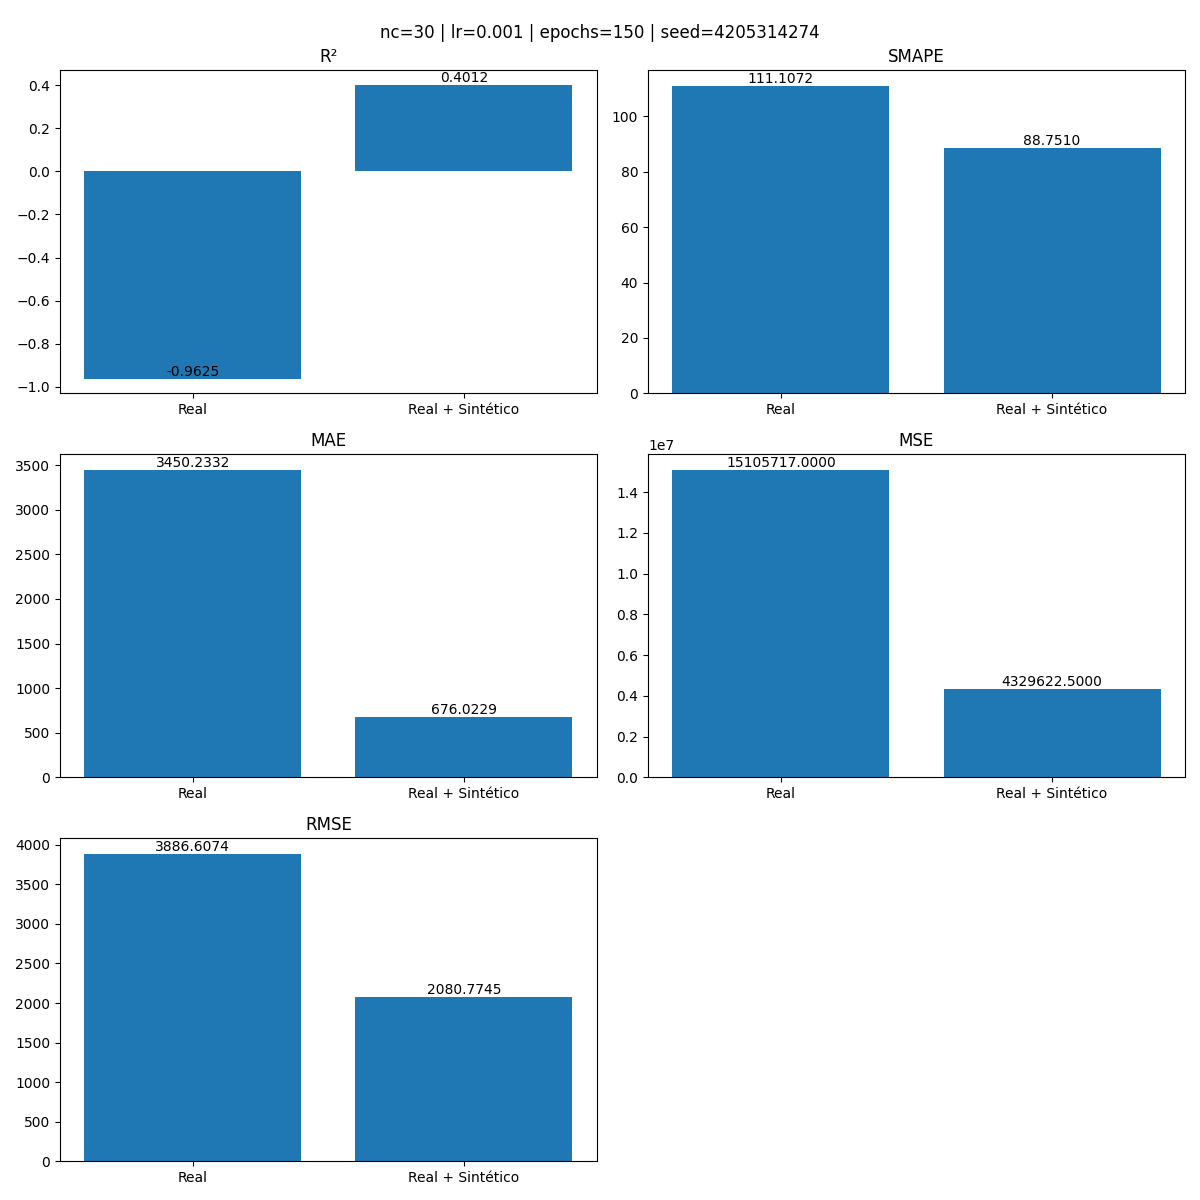 nc=30 | lr=0.001 | epochs=150 | seed=4205314274
R²
0.4
0.2
0.0
−0.2
−0.4
−0.6
−0.8
−1.0
-0.9625
0.4012
Real
Real + Sintético
SMAPE
100
80
60
40
20
0
111.1072
88.7510
Real
Real + Sintético
MAE
3500
3000
2500
2000
1500
1000
500
0
3450.2332
676.0229
Real
Real + Sintético
MSE
1e7
1.4
1.2
1.0
0.8
0.6
0.4
0.2
0.0
15105717.0000
4329622.5000
Real
Real + Sintético
RMSE
4000
3500
3000
2500
2000
1500
1000
500
0
3886.6074
2080.7745
Real
Real + Sintético